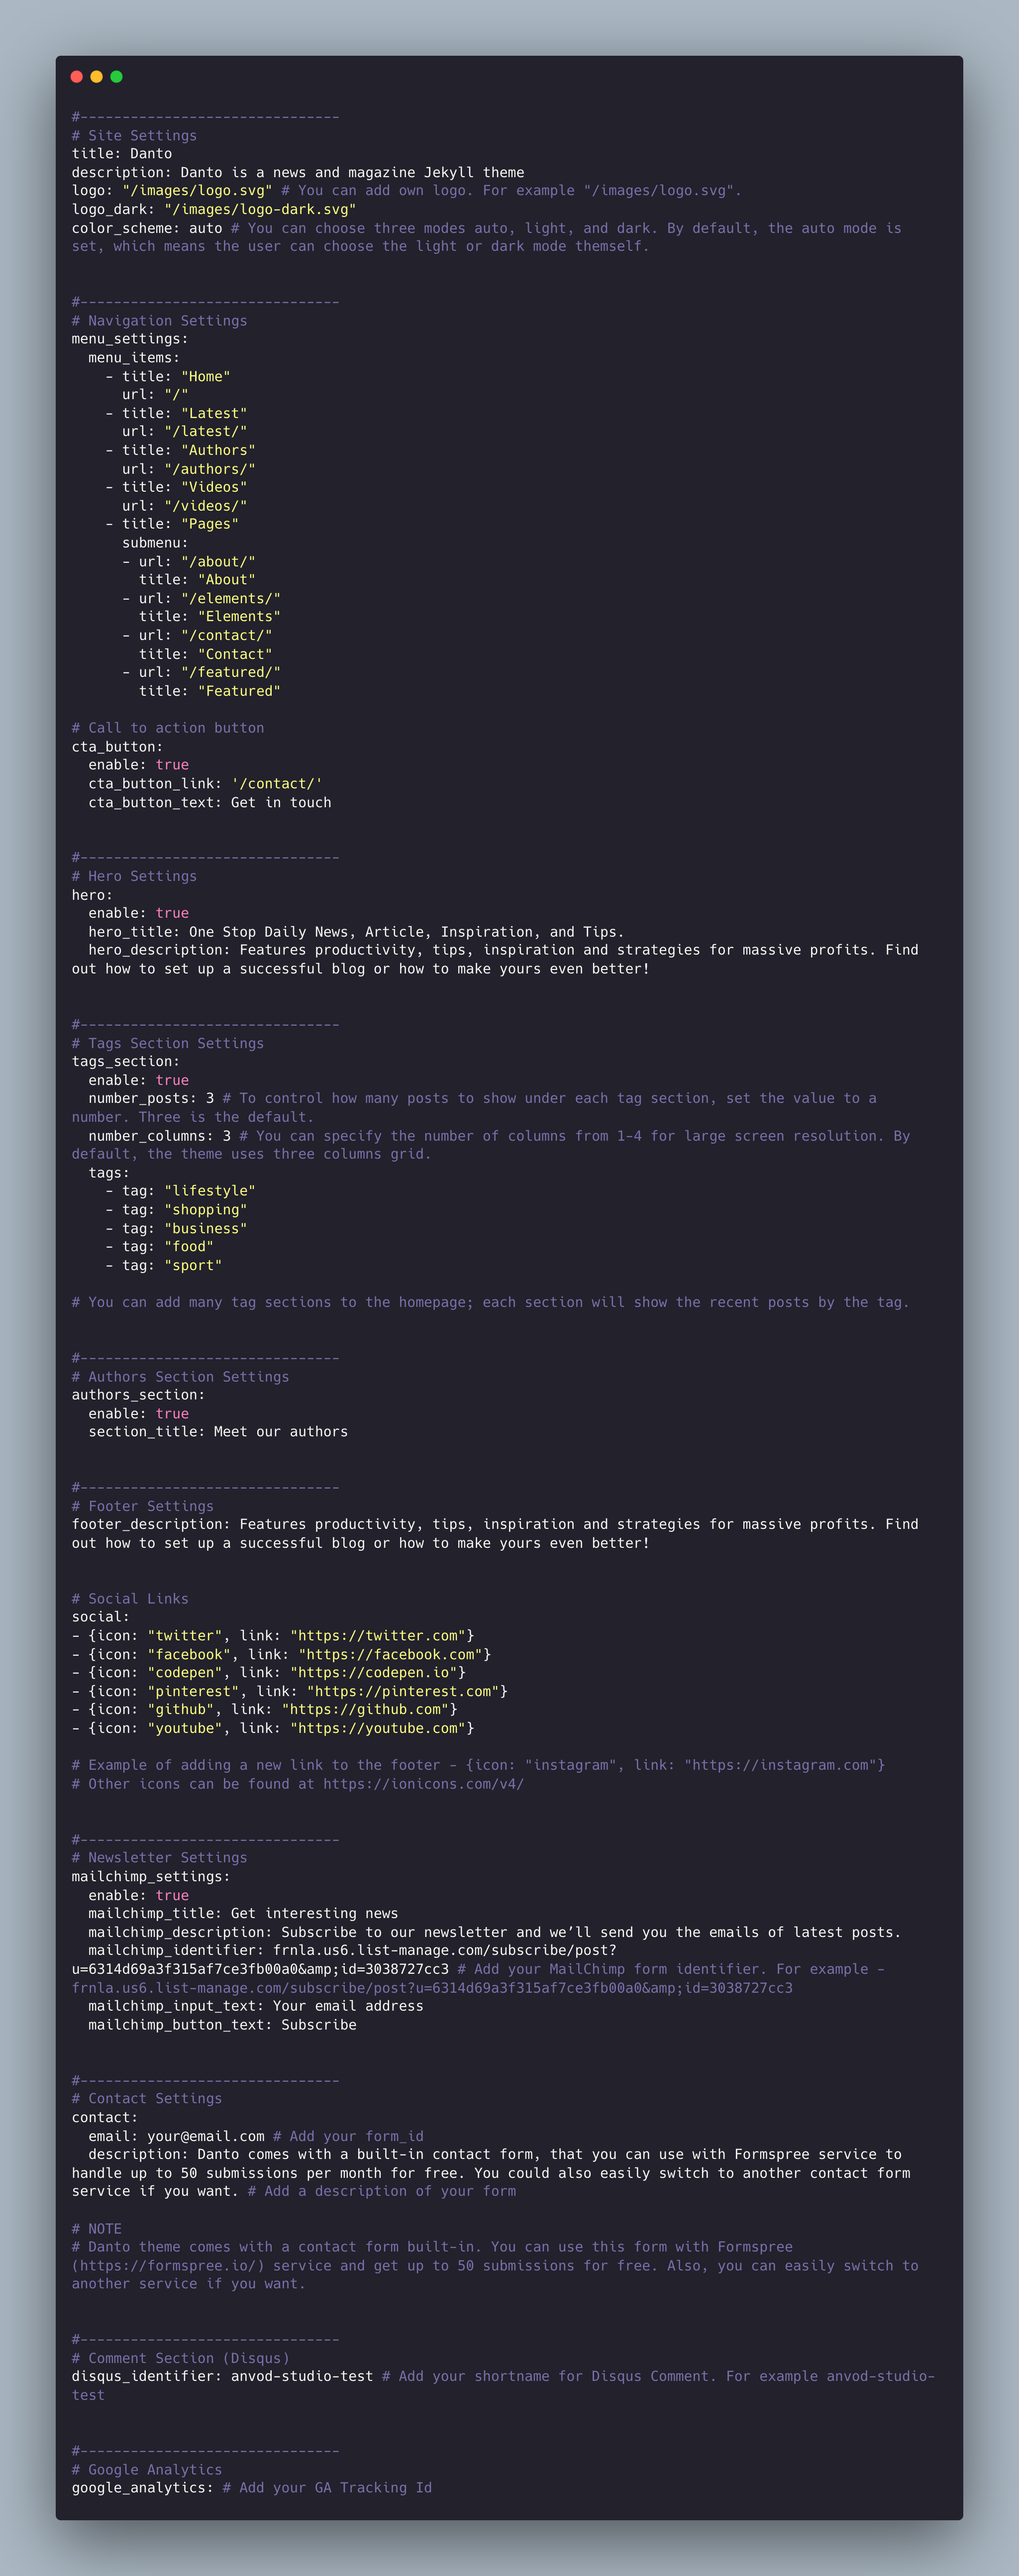 #-------------------------------
# Site Settings
title: Danto
description: Danto is a news and magazine Jekyll theme
logo: "/images/logo.svg" # You can add own logo. For example "/images/logo.svg".
logo_dark: "/images/logo-dark.svg"
color_scheme: auto # You can choose three modes auto, light, and dark. By default, the auto mode is
set, which means the user can choose the light or dark mode themself.
#-------------------------------
# Navigation Settings
menu_settings:
  menu_items:
    - title: "Home"
      url: "/"
    - title: "Latest"
      url: "/latest/"
    - title: "Authors"
      url: "/authors/"
    - title: "Videos"
      url: "/videos/"
    - title: "Pages"
      submenu:
      - url: "/about/"
        title: "About"
      - url: "/elements/"
        title: "Elements"
      - url: "/contact/"
        title: "Contact"
      - url: "/featured/"
        title: "Featured"
# Call to action button
cta_button:
  enable: true
  cta_button_link: '/contact/'
  cta_button_text: Get in touch
#-------------------------------
# Hero Settings
hero:
  enable: true
  hero_title: One Stop Daily News, Article, Inspiration, and Tips.
  hero_description: Features productivity, tips, inspiration and strategies for massive profits. Find
out how to set up a successful blog or how to make yours even better!
#-------------------------------
# Tags Section Settings
tags_section:
  enable: true
  number_posts: 3 # To control how many posts to show under each tag section, set the value to a
number. Three is the default.
  number_columns: 3 # You can specify the number of columns from 1-4 for large screen resolution. By
default, the theme uses three columns grid.
  tags:
    - tag: "lifestyle"
    - tag: "shopping"
    - tag: "business"
    - tag: "food"
    - tag: "sport"
# You can add many tag sections to the homepage; each section will show the recent posts by the tag.
#-------------------------------
# Authors Section Settings
authors_section:
  enable: true
  section_title: Meet our authors
#-------------------------------
# Footer Settings
footer_description: Features productivity, tips, inspiration and strategies for massive profits. Find
out how to set up a successful blog or how to make yours even better!
# Social Links
social:
- {icon: "twitter", link: "https://twitter.com"}
- {icon: "facebook", link: "https://facebook.com"}
- {icon: "codepen", link: "https://codepen.io"}
- {icon: "pinterest", link: "https://pinterest.com"}
- {icon: "github", link: "https://github.com"}
- {icon: "youtube", link: "https://youtube.com"}
# Example of adding a new link to the footer - {icon: "instagram", link: "https://instagram.com"}
# Other icons can be found at https://ionicons.com/v4/
#-------------------------------
# Newsletter Settings
mailchimp_settings:
  enable: true
  mailchimp_title: Get interesting news
  mailchimp_description: Subscribe to our newsletter and we’ll send you the emails of latest posts.
  mailchimp_identifier: frnla.us6.list-manage.com/subscribe/post?
u=6314d69a3f315af7ce3fb00a0&amp;id=3038727cc3 # Add your MailChimp form identifier. For example -
frnla.us6.list-manage.com/subscribe/post?u=6314d69a3f315af7ce3fb00a0&amp;id=3038727cc3
  mailchimp_input_text: Your email address
  mailchimp_button_text: Subscribe
#-------------------------------
# Contact Settings
contact:
  email: your@email.com # Add your form_id
  description: Danto comes with a built-in contact form, that you can use with Formspree service to
handle up to 50 submissions per month for free. You could also easily switch to another contact form
service if you want. # Add a description of your form
# NOTE
# Danto theme comes with a contact form built-in. You can use this form with Formspree
(https://formspree.io/) service and get up to 50 submissions for free. Also, you can easily switch to
another service if you want.
#-------------------------------
# Comment Section (Disqus)
disqus_identifier: anvod-studio-test # Add your shortname for Disqus Comment. For example anvod-studio-
test
#-------------------------------
# Google Analytics
google_analytics: # Add your GA Tracking Id